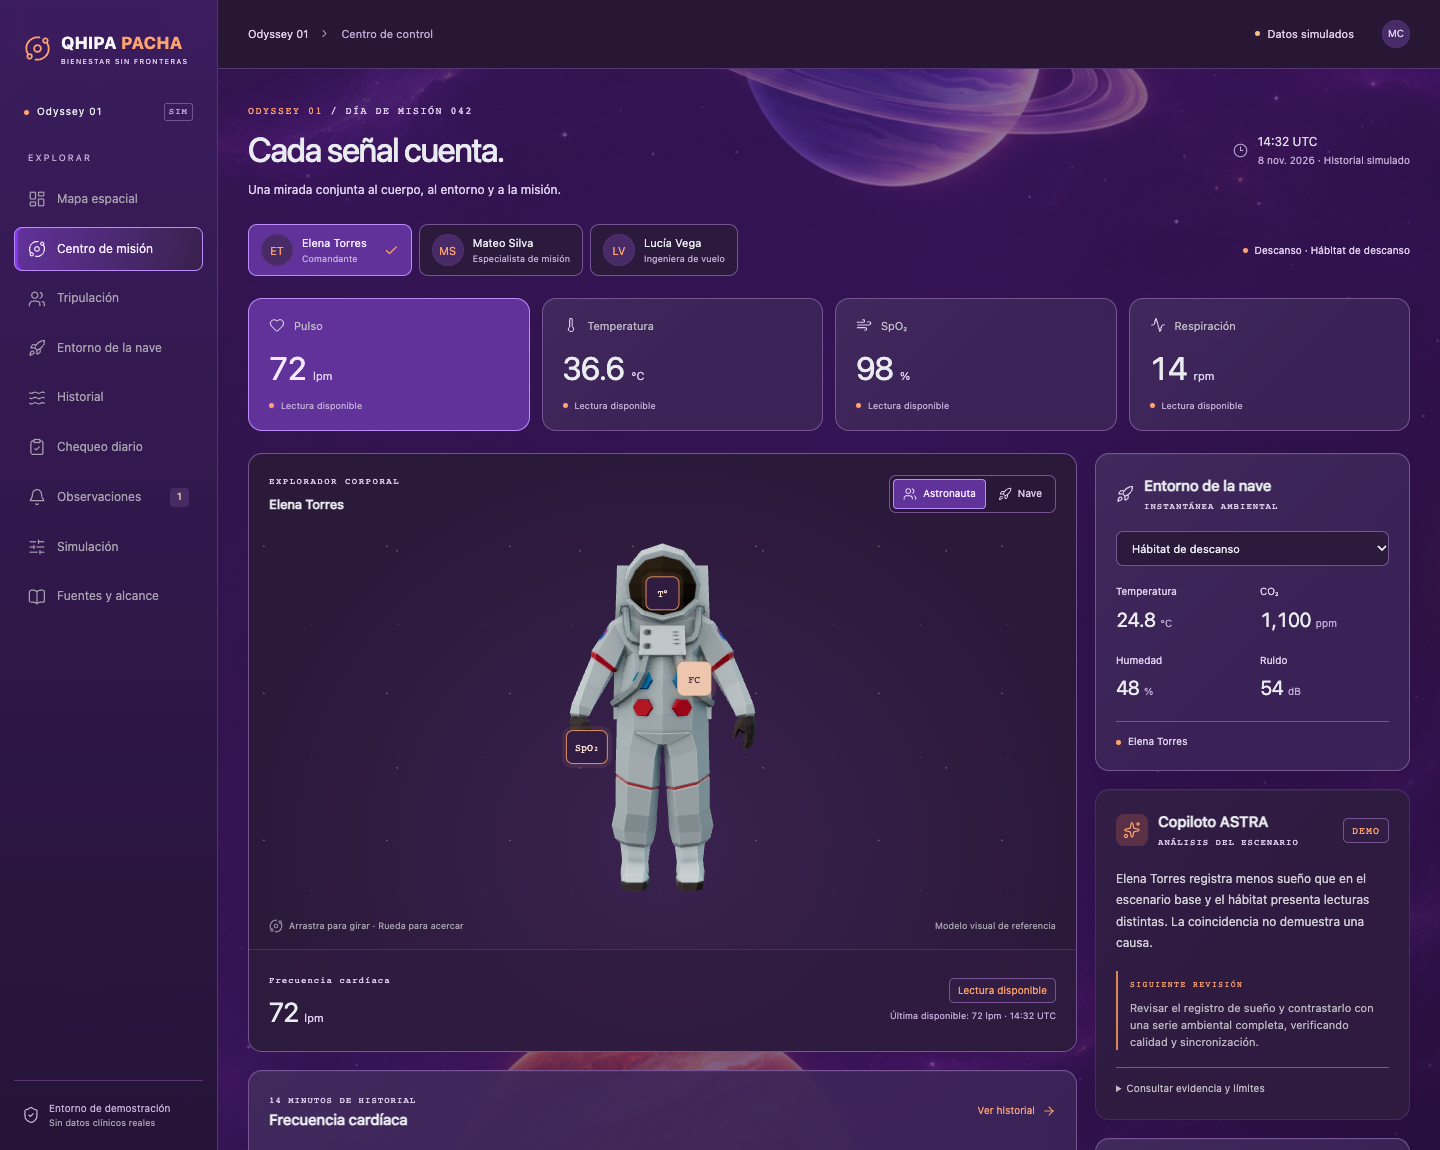 QHIPA PACHA
BIENESTAR SIN FRONTERAS
Odyssey 01
SIM
EXPLORAR
Mapa espacial
Centro de misión
Tripulación
Entorno de la nave
Historial
Chequeo diario
Observaciones
1
Simulación
Fuentes y alcance
Entorno de demostración
Sin datos clínicos reales
Odyssey 01 > Centro de control
Datos simulados
MC
ODYSSEY 01 / DÍA DE MISIÓN 042
Cada señal cuenta.
Una mirada conjunta al cuerpo, al entorno y a la misión.
14:32 UTC
8 nov. 2026 · Historial simulado
ET
Elena Torres
Comandante
MS
Mateo Silva
Especialista de misión
LV
Lucía Vega
Ingeniera de vuelo
Descanso · Hábitat de descanso
Pulso
72 lpm
Lectura disponible
Temperatura
36.6 °C
Lectura disponible
SpO₂
98 %
Lectura disponible
Respiración
14 rpm
Lectura disponible
EXPLORADOR CORPORAL
Elena Torres
Astronauta
Nave
T°
FC
SpO₂
Arrastra para girar · Rueda para acercar
Modelo visual de referencia
Frecuencia cardíaca
72 lpm
Lectura disponible
Última disponible: 72 lpm · 14:32 UTC
14 MINUTOS DE HISTORIAL
Frecuencia cardíaca
Ver historial
Entorno de la nave
INSTANTÁNEA AMBIENTAL
Hábitat de descanso
Temperatura
24.8 °C
CO₂
1,100 ppm
Humedad
48 %
Ruido
54 dB
Elena Torres
Copiloto ASTRA
ANÁLISIS DEL ESCENARIO
DEMO
Elena Torres registra menos sueño que en el
escenario base y el hábitat presenta lecturas
distintas. La coincidencia no demuestra una
causa.
SIGUIENTE REVISIÓN
Revisar el registro de sueño y contrastarlo con
una serie ambiental completa, verificando
calidad y sincronización.
Consultar evidencia y límites